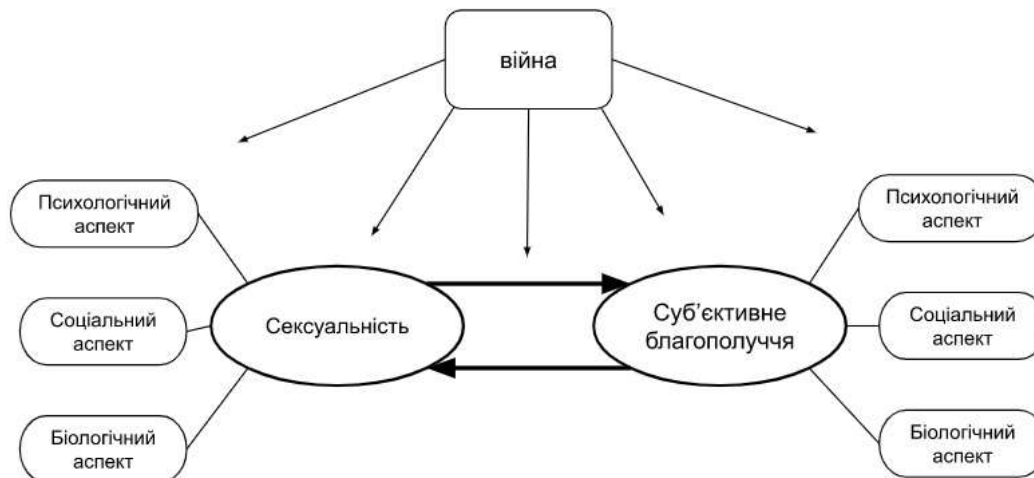 війна
Психологічний
аспект
Соціальний
аспект
Біологічний
аспект
Сексуальність
Суб’єктивне
благополуччя
Психологічний
аспект
Соціальний
аспект
Біологічний
аспект